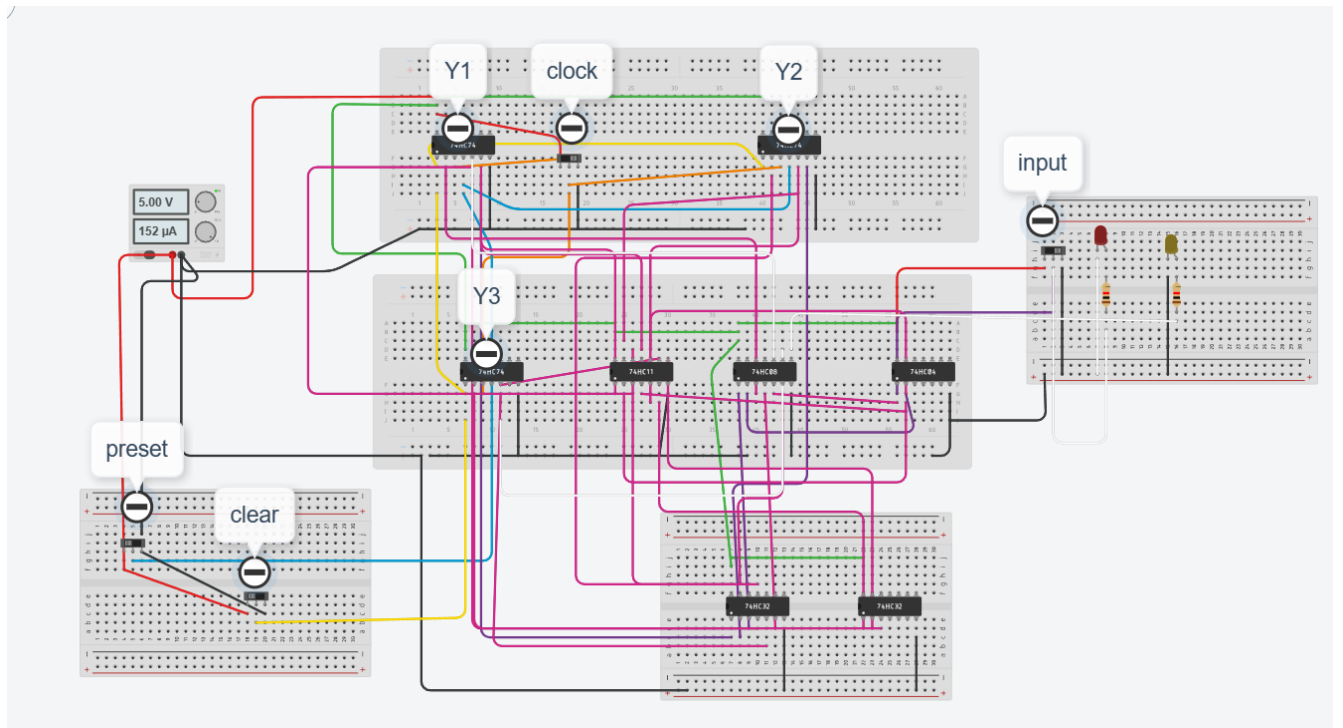 Y1
clock
Y2
74HC74
74HC74
input
5.00 V
152 µA
Y3
74HC74
74HC11
74HC08
74HC04
preset
clear
74HC32
74HC32